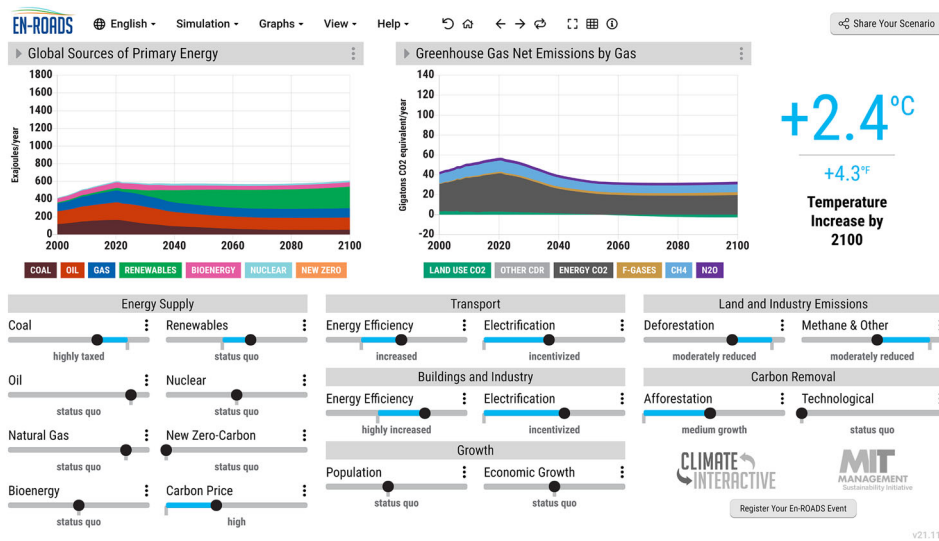 EN-ROADS
English
Simulation
Graphs
View
Help
Share Your Scenario
Global Sources of Primary Energy
Exajoules/year
1800
1600
1400
1200
1000
800
600
400
200
0
2000 2020 2040 2060 2080 2100
COAL OIL GAS RENEWABLES BIOENERGY NUCLEAR NEW ZERO
Greenhouse Gas Net Emissions by Gas
Gigatons CO2 equivalent/year
140
120
100
80
60
40
20
0
-20
2000 2020 2040 2060 2080 2100
LAND USE CO2 OTHER CDR ENERGY CO2 F-GASES CH4 N2O
+2.4°C
+4.3°F
Temperature
Increase by
2100
Energy Supply
Coal
highly taxed
Renewables
status quo
Oil
status quo
Nuclear
status quo
Natural Gas
status quo
New Zero-Carbon
status quo
Bioenergy
status quo
Carbon Price
high
Transport
Energy Efficiency
increased
Electrification
incentivized
Buildings and Industry
Energy Efficiency
highly increased
Electrification
incentivized
Growth
Population
status quo
Economic Growth
status quo
Land and Industry Emissions
Deforestation
moderately reduced
Methane & Other
moderately reduced
Carbon Removal
Afforestation
medium growth
Technological
status quo
CLIMATE
INTERACTIVE
MIT
MANAGEMENT
Sustainability Initiative
Register Your En-ROADS Event
v21.11